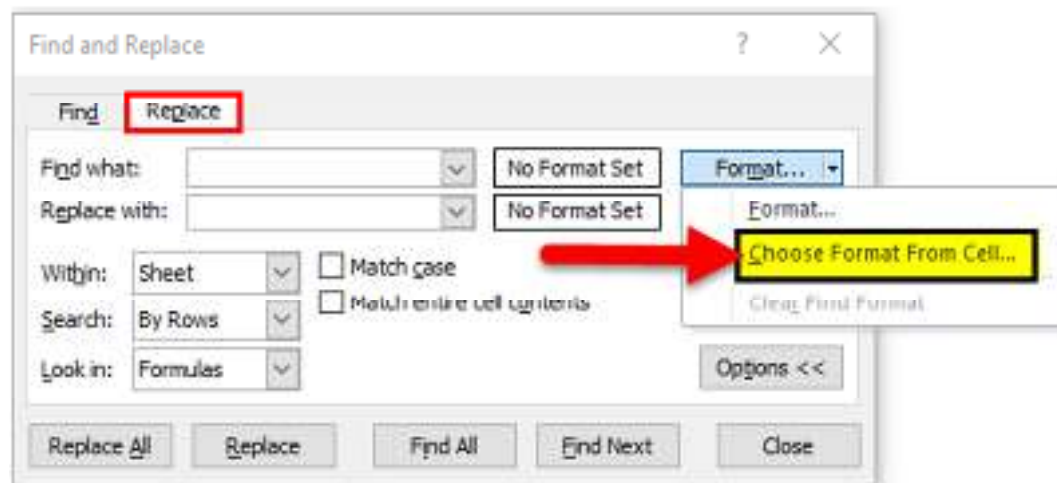 Find and Replace ?
Find Replace
Find what: No Format Set Format...
Replace with: No Format Set
Format...
Choose Format From Cell...
Clear Find Format
Within: Sheet Match case
Match entire cell contents
Search: By Rows
Look in: Formulas Options <<
Replace All Replace Find All Find Next Close